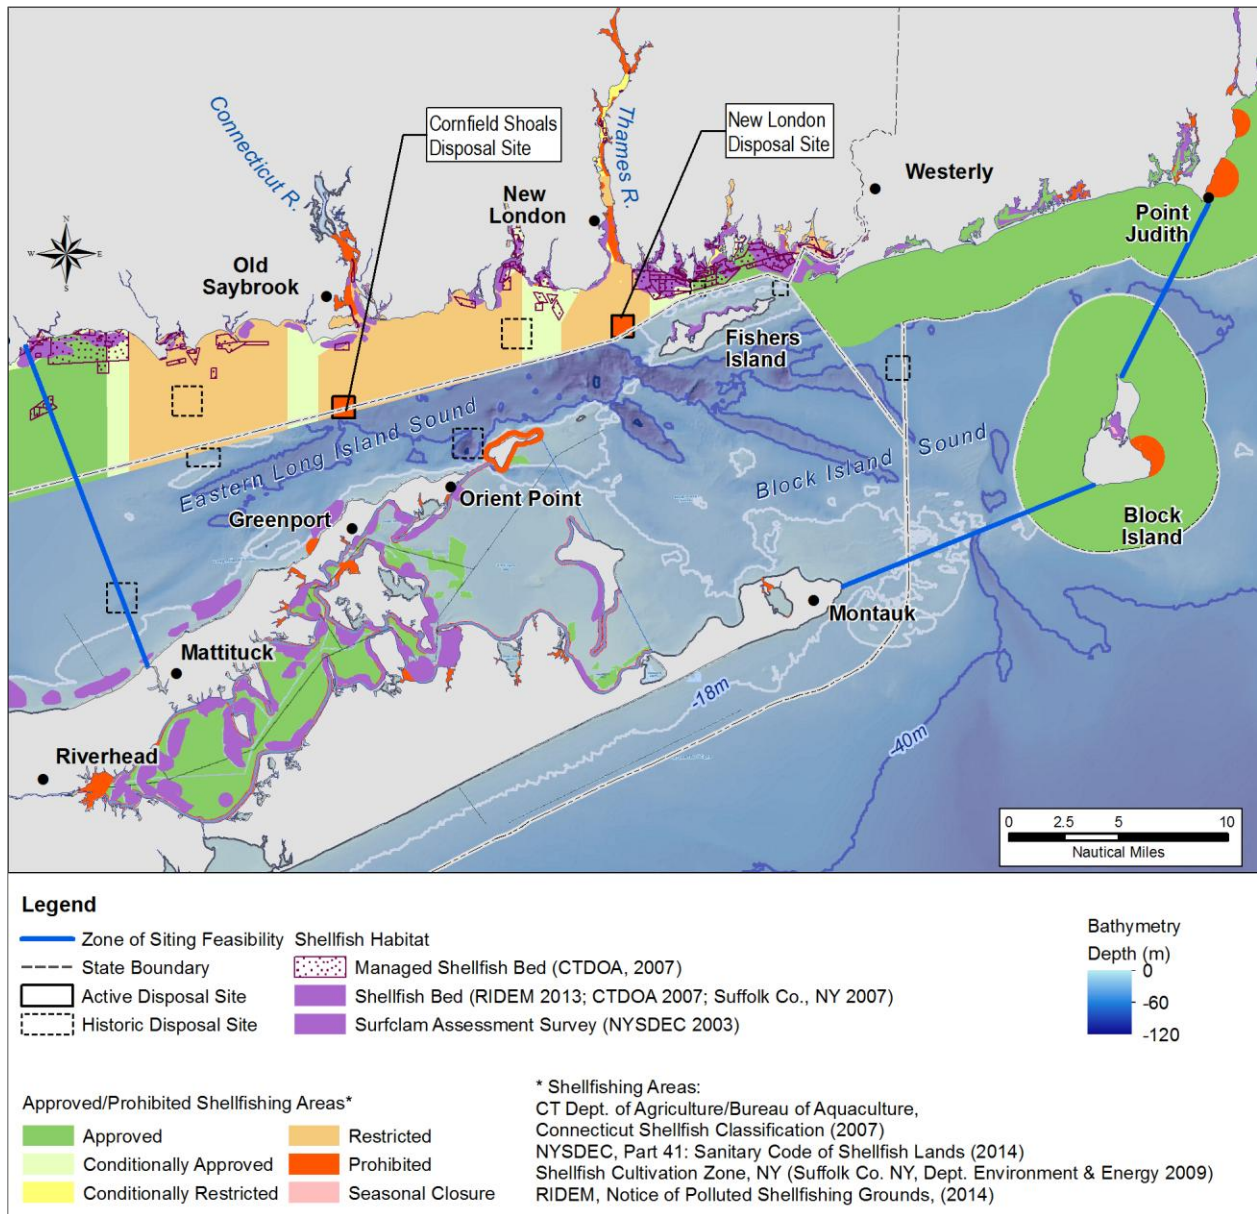 Connecticut R.
Cornfield Shoals
Disposal Site
Thames R.
New London
Disposal Site
New
London
Westerly
Point
Judith
N
W
E
S
Old
Saybrook
Fishers
Island
Eastern Long Island Sound
Block Island Sound
Orient Point
Greenport
Block
Island
Montauk
Mattituck
-18m
-40m
Riverhead
0 2.5 5 10
Nautical Miles
Legend
Zone of Siting Feasibility
State Boundary
Active Disposal Site
Historic Disposal Site
Shellfish Habitat
Managed Shellfish Bed (CTDOA, 2007)
Shellfish Bed (RIDEM 2013; CTDOA 2007; Suffolk Co., NY 2007)
Surfclam Assessment Survey (NYSDEC 2003)
Bathymetry
Depth (m)
0
-60
-120
Approved/Prohibited Shellfishing Areas*
Approved
Conditionally Approved
Conditionally Restricted
Restricted
Prohibited
Seasonal Closure
* Shellfishing Areas:
CT Dept. of Agriculture/Bureau of Aquaculture,
Connecticut Shellfish Classification (2007)
NYSDEC, Part 41: Sanitary Code of Shellfish Lands (2014)
Shellfish Cultivation Zone, NY (Suffolk Co. NY, Dept. Environment & Energy 2009)
RIDEM, Notice of Polluted Shellfishing Grounds, (2014)